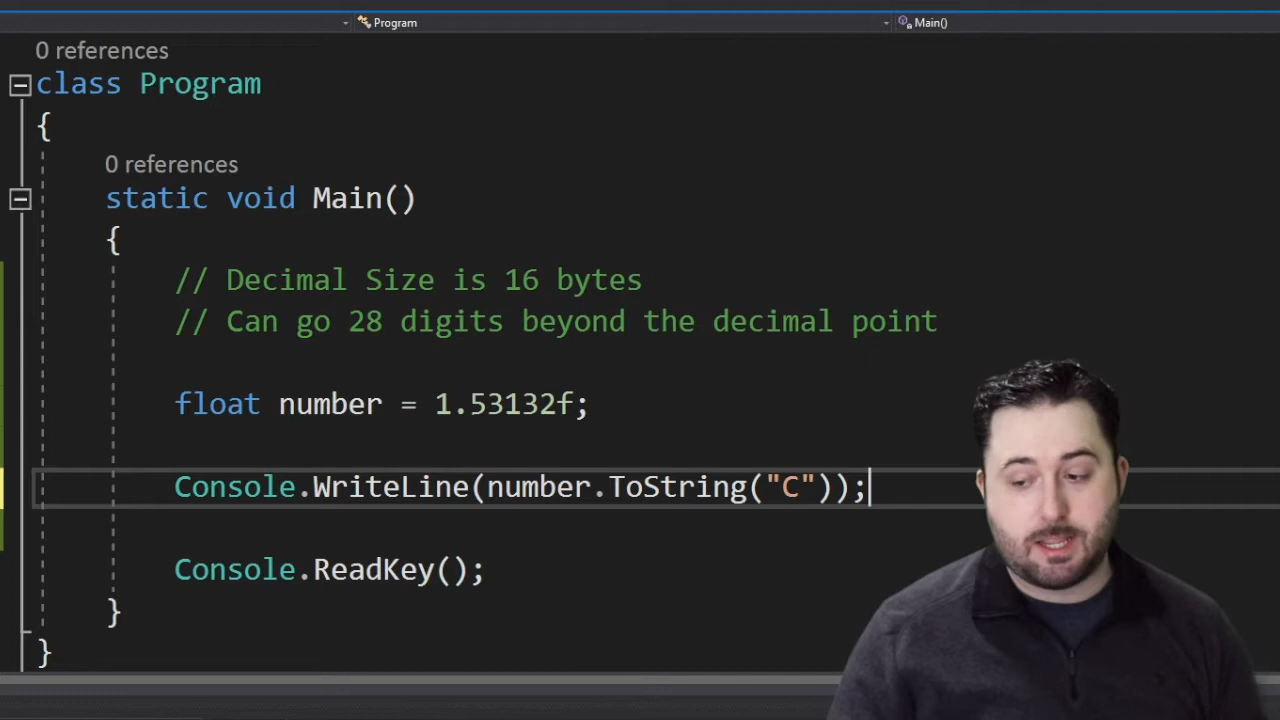 Program Main()
0 references
class Program
{
0 references
static void Main()
{
// Decimal Size is 16 bytes
// Can go 28 digits beyond the decimal point
float number = 1.53132f;
Console.WriteLine(number.ToString("C"));
Console.ReadKey();
}
}